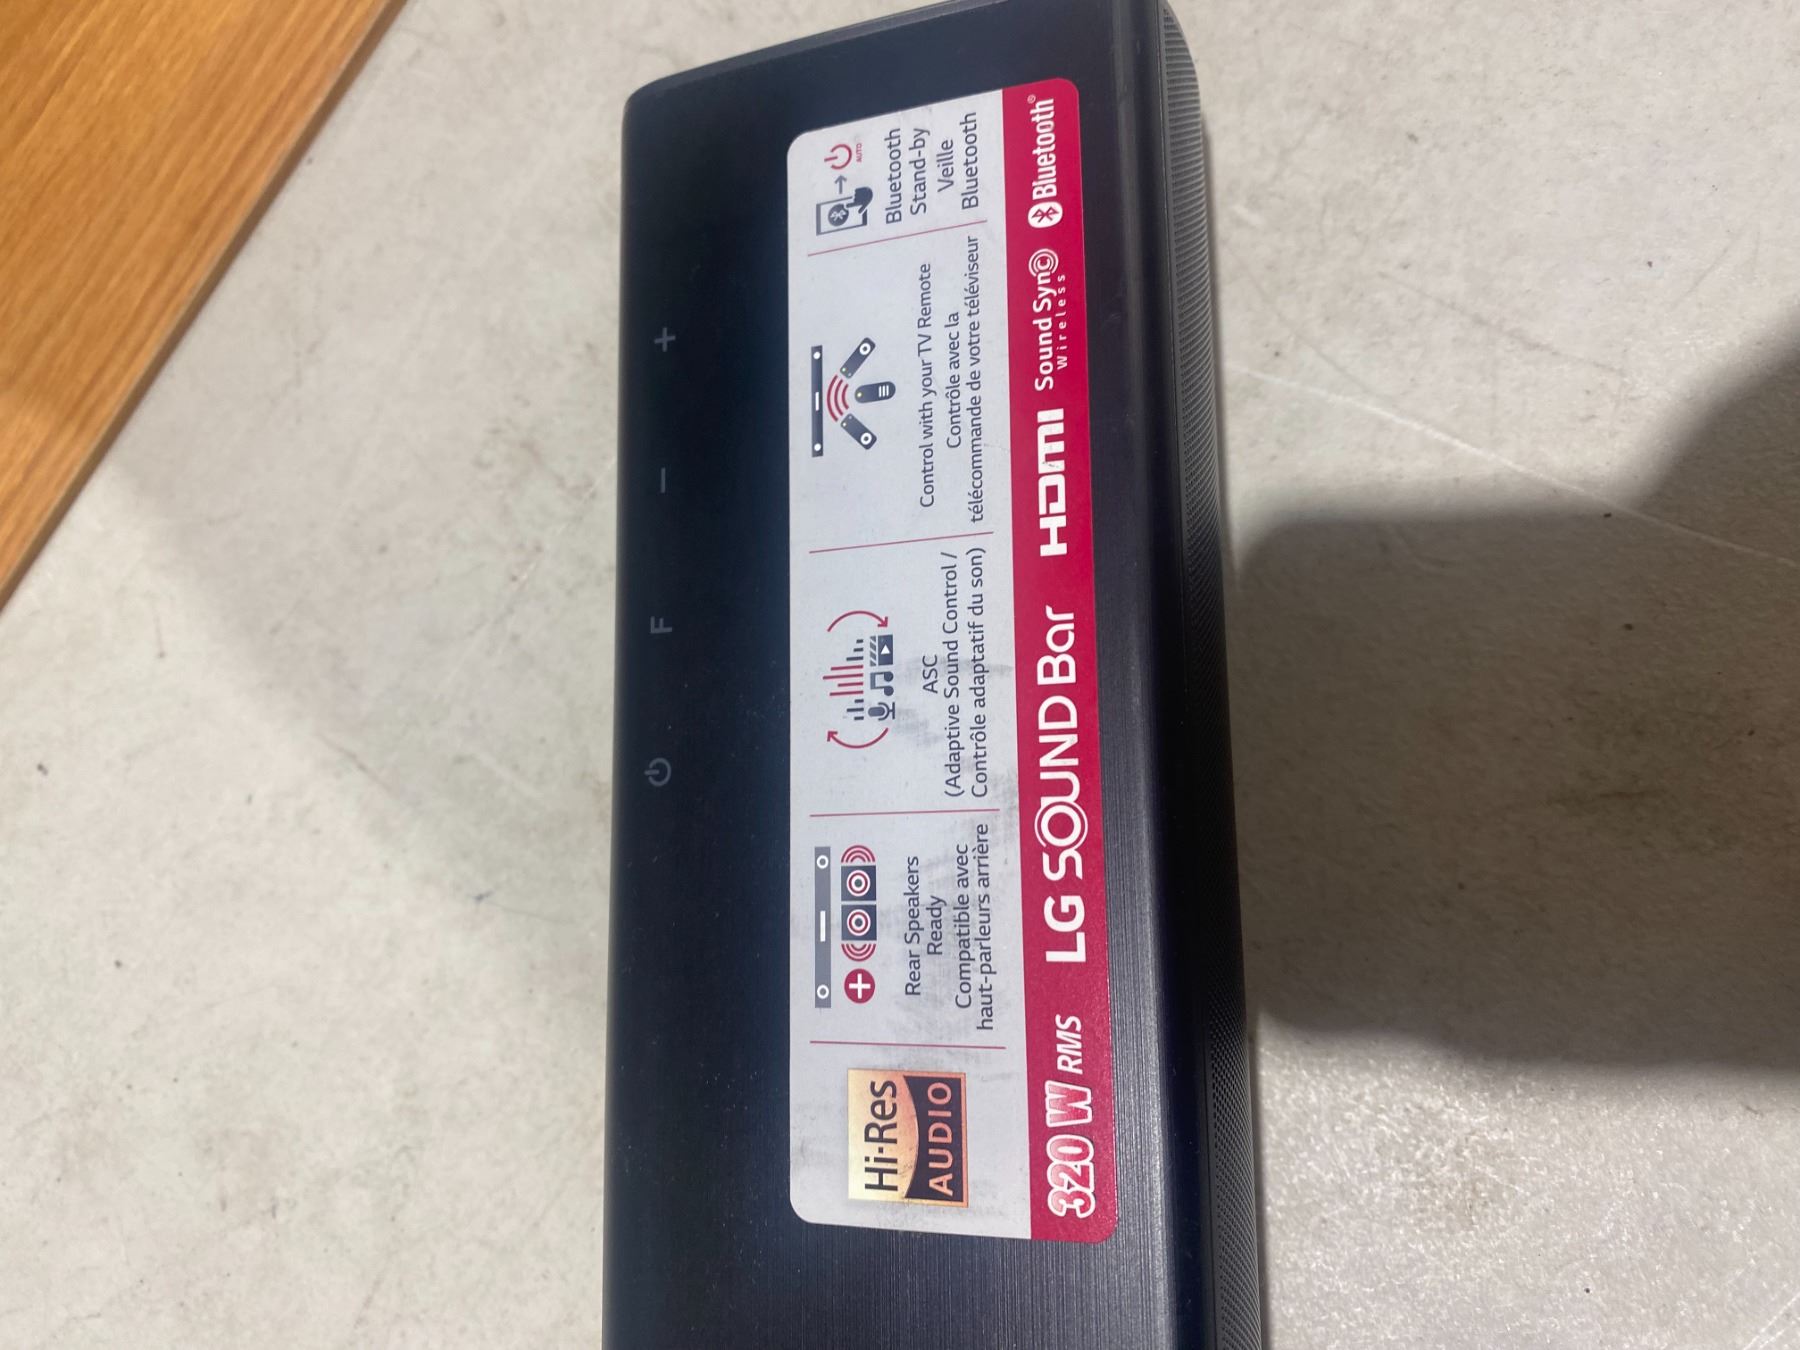 F
Hi-Res
AUDIO
Rear Speakers
Ready
Compatible avec
haut-parleurs arrière
ASC
(Adaptive Sound Control /
Contrôle adaptatif du son)
Control with your TV Remote
Contrôle avec la
télécommande de votre téléviseur
AUTO
Bluetooth
Stand-by
Veille
Bluetooth
320W RMS LG SOUND Bar HDMI Sound Sync Bluetooth®
Wireless